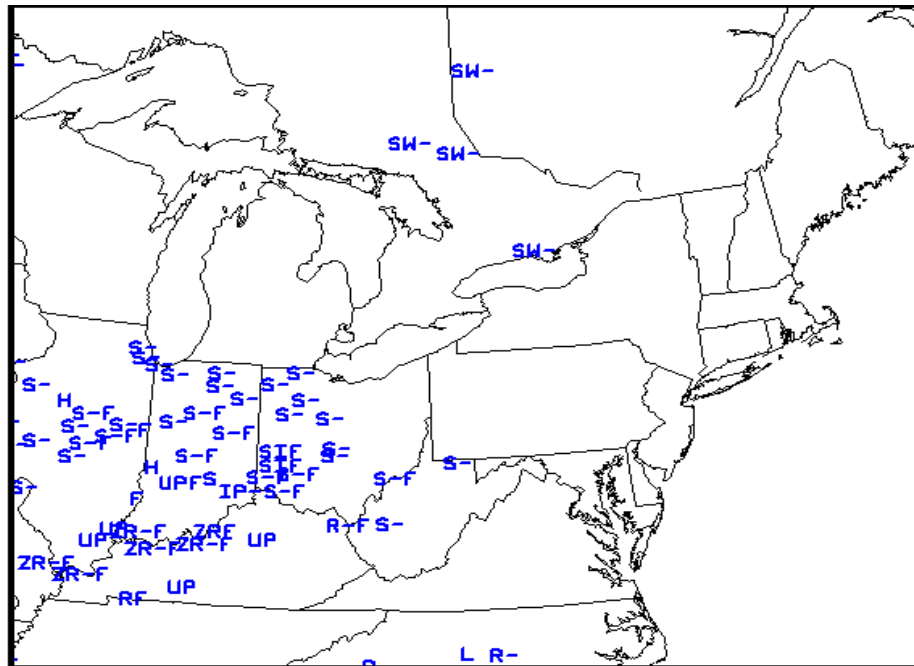 SW-
SW-
SW-
SW-
S-
S-
S-
S-
S-
S-
S-
S-
S-
S-
H
S-
S-
S-F
S-F
S-
S-
S-
S-
S-F
S-F
S-
S-F
S-
S-
S-F
S-
S-
S-
H
S-F
S-F
UPF
S
S-
F
IP-
S-F
R-F
S-
ZR-F
ZRF
UP
UP
ZR-F
ZR-F
ZR-F
ZR-F
UP
RF
L
R-